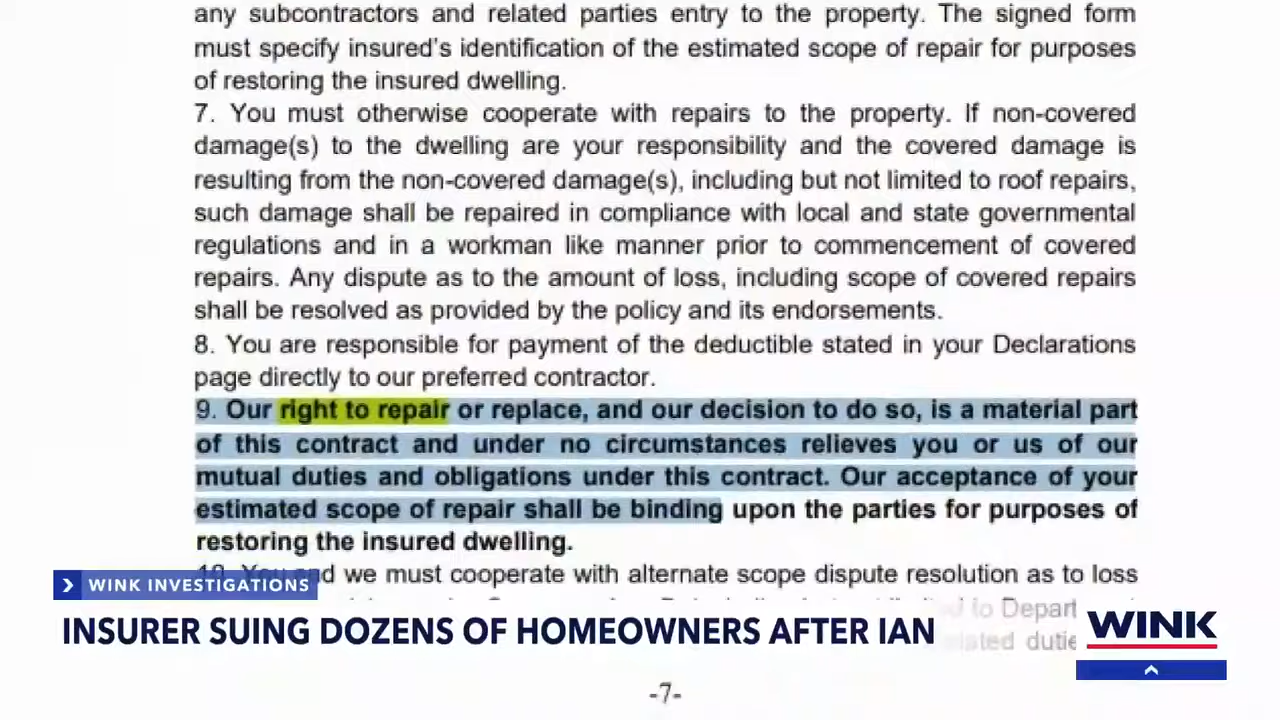 any subcontractors and related parties entry to the property. The signed form
must specify insured's identification of the estimated scope of repair for purposes
of restoring the insured dwelling.
7. You must otherwise cooperate with repairs to the property. If non-covered
damage(s) to the dwelling are your responsibility and the covered damage is
resulting from the non-covered damage(s), including but not limited to roof repairs,
such damage shall be repaired in compliance with local and state governmental
regulations and in a workman like manner prior to commencement of covered
repairs. Any dispute as to the amount of loss, including scope of covered repairs
shall be resolved as provided by the policy and its endorsements.
8. You are responsible for payment of the deductible stated in your Declarations
page directly to our preferred contractor.
9. Our right to repair or replace, and our decision to do so, is a material part
of this contract and under no circumstances relieves you or us of our
mutual duties and obligations under this contract. Our acceptance of your
estimated scope of repair shall be binding upon the parties for purposes of
restoring the insured dwelling.
10. You and we must cooperate with alternate scope dispute resolution as to loss
WINK INVESTIGATIONS
to
INSURER SUING DOZENS OF HOMEOWNERS AFTER IAN
WINK
-7-